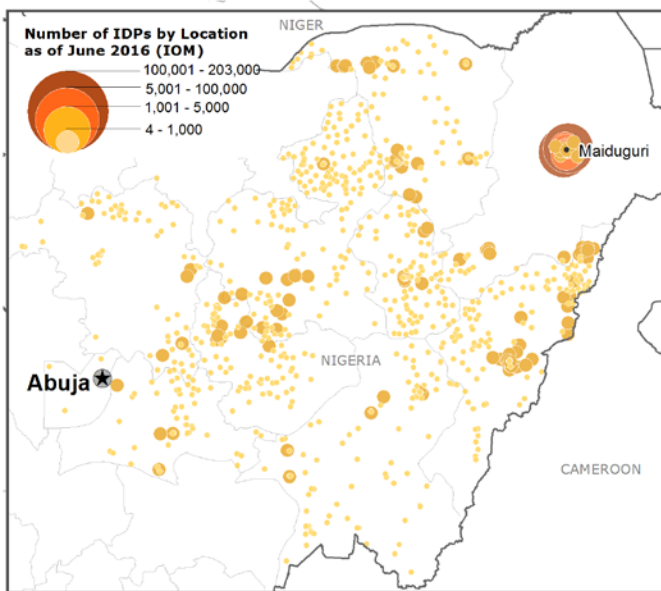 NIGER
Number of IDPs by Location
as of June 2016 (IOM)
100,001 - 203,000
5,001 - 100,000
1,001 - 5,000
4 - 1,000
Maiduguri
NIGERIA
Abuja
CAMEROON